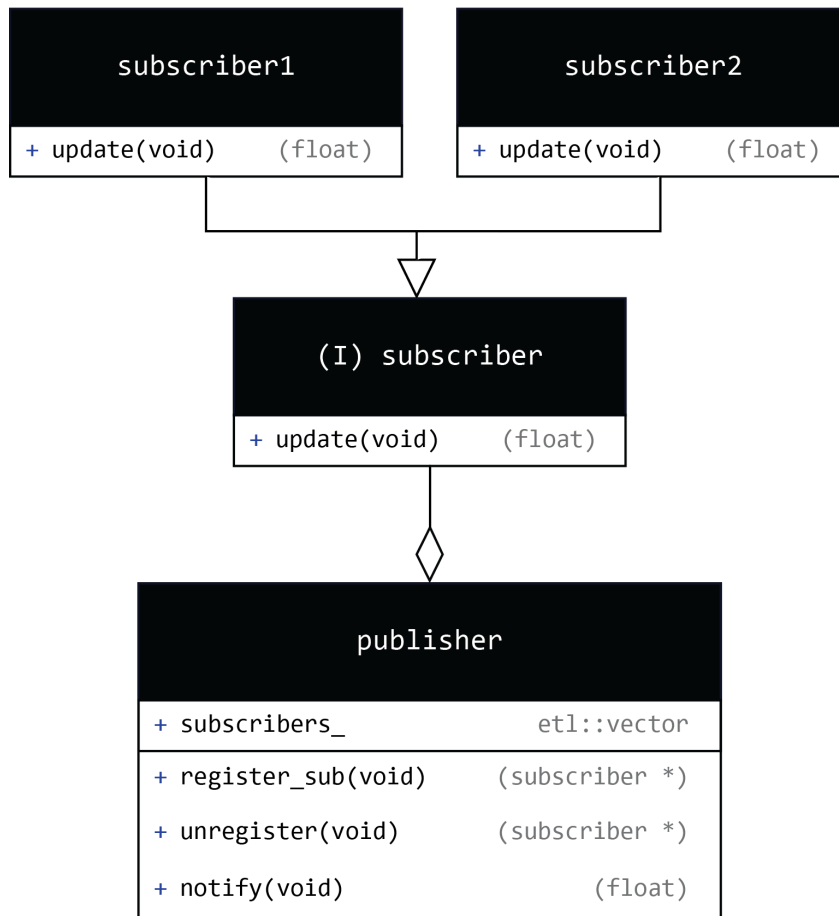 subscriber1
+ update(void) (float)
subscriber2
+ update(void) (float)
(I) subscriber
+ update(void) (float)
publisher
+ subscribers_ etl::vector
+ register_sub(void) (subscriber *)
+ unregister(void) (subscriber *)
+ notify(void) (float)